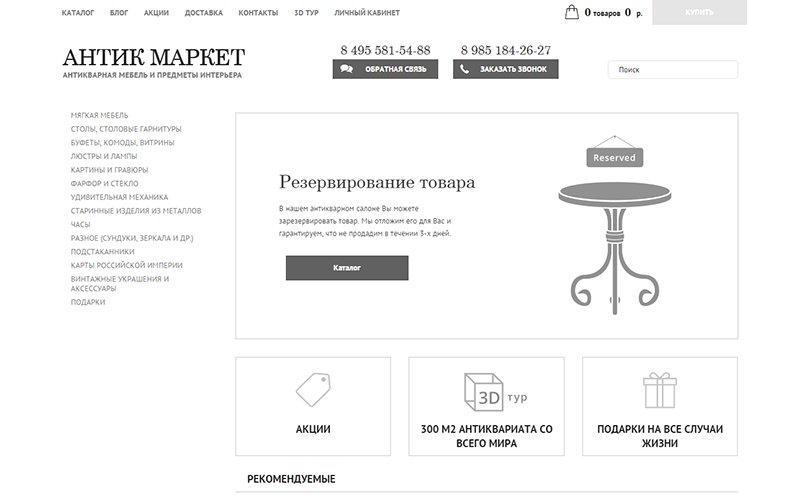 КАТАЛОГ БЛОГ АКЦИИ ДОСТАВКА КОНТАКТЫ 3D ТУР ЛИЧНЫЙ КАБИНЕТ 0 товаров 0 р. КУПИТЬ
АНТИК МАРКЕТ
АНТИКВАРНАЯ МЕБЕЛЬ И ПРЕДМЕТЫ ИНТЕРЬЕРА
8 495 581-54-88 8 985 184-26-27
ОБРАТНАЯ СВЯЗЬ ЗАКАЗАТЬ ЗВОНОК
Поиск
МЯГКАЯ МЕБЕЛЬ
СТОЛЫ, СТОЛОВЫЕ ГАРНИТУРЫ
БУФЕТЫ, КОМОДЫ, ВИТРИНЫ
ЛЮСТРЫ И ЛАМПЫ
КАРТИНЫ И ГРАВЮРЫ
ФАРФОР И СТЕКЛО
УДИВИТЕЛЬНАЯ МЕХАНИКА
СТАРИННЫЕ ИЗДЕЛИЯ ИЗ МЕТАЛЛОВ
ЧАСЫ
РАЗНОЕ (СУНДУКИ, ЗЕРКАЛА И ДР.)
ПОДСТАКАННИКИ
КАРТЫ РОССИЙСКОЙ ИМПЕРИИ
ВИНТАЖНЫЕ УКРАШЕНИЯ И
АКСЕССУАРЫ
ПОДАРКИ
Резервирование товара
В нашем антикварном салоне Вы можете
зарезервировать товар. Мы отложим его для Вас и
гарантируем, что не продадим в течении 3-х дней.
Каталог
Reserved
АКЦИИ
3D тур
300 М2 АНТИКВАРИАТА СО
ВСЕГО МИРА
ПОДАРКИ НА ВСЕ СЛУЧАИ
ЖИЗНИ
РЕКОМЕНДУЕМЫЕ